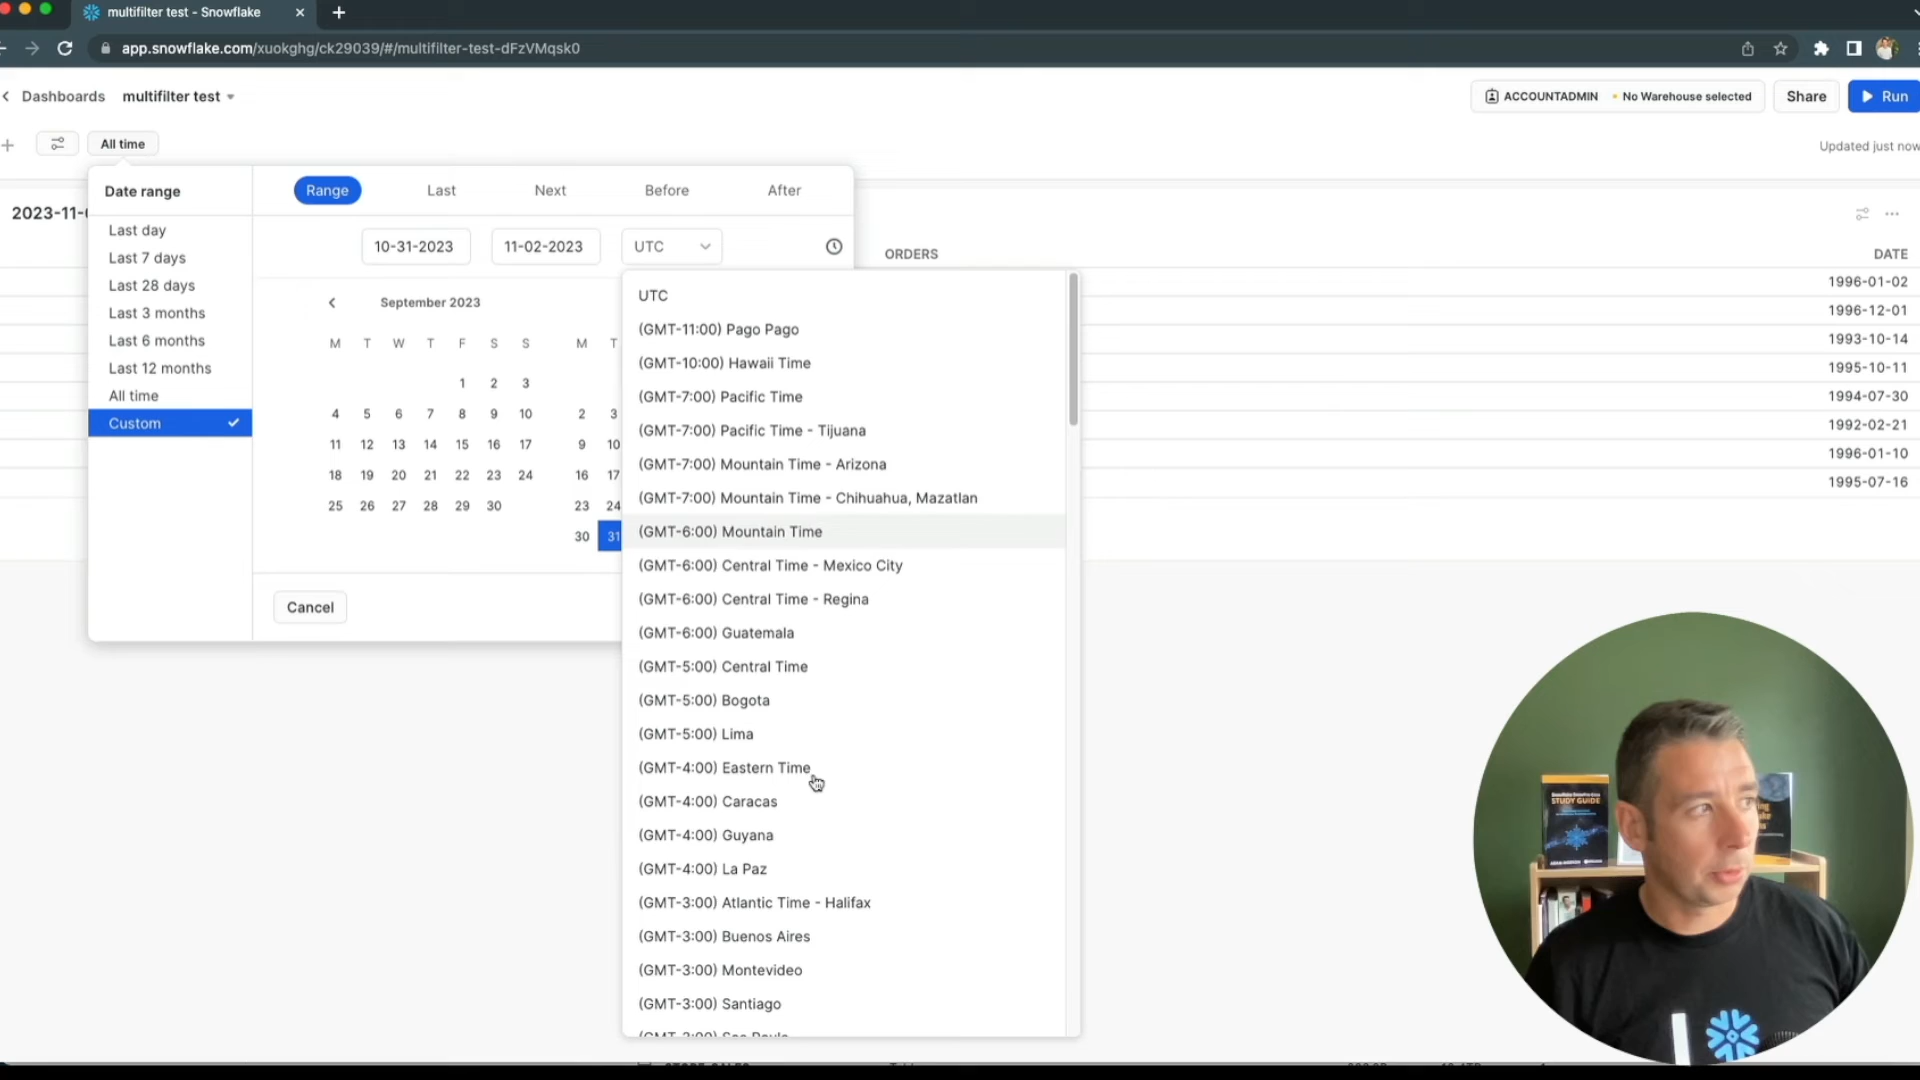 multifilter test - Snowflake
app.snowflake.com/xuokghg/ck29039/#/multifilter-test-dFzVMqsk0
Dashboards multifilter test ACCOUNTADMIN No Warehouse selected Share Run
All time Updated just now
Date range Range Last Next Before After
Last day
Last 7 days
Last 28 days
Last 3 months
Last 6 months
Last 12 months
All time
Custom
10-31-2023 11-02-2023 UTC
September 2023
M T W T F S S M T
1 2 3
4 5 6 7 8 9 10 2 3
11 12 13 14 15 16 17 9 10
18 19 20 21 22 23 24 16 17
25 26 27 28 29 30 23 24
30 31
Cancel
UTC
(GMT-11:00) Pago Pago
(GMT-10:00) Hawaii Time
(GMT-7:00) Pacific Time
(GMT-7:00) Pacific Time - Tijuana
(GMT-7:00) Mountain Time - Arizona
(GMT-7:00) Mountain Time - Chihuahua, Mazatlan
(GMT-6:00) Mountain Time
(GMT-6:00) Central Time - Mexico City
(GMT-6:00) Central Time - Regina
(GMT-6:00) Guatemala
(GMT-5:00) Central Time
(GMT-5:00) Bogota
(GMT-5:00) Lima
(GMT-4:00) Eastern Time
(GMT-4:00) Caracas
(GMT-4:00) Guyana
(GMT-4:00) La Paz
(GMT-3:00) Atlantic Time - Halifax
(GMT-3:00) Buenos Aires
(GMT-3:00) Montevideo
(GMT-3:00) Santiago
2023-11-
ORDERS DATE
1996-01-02
1996-12-01
1993-10-14
1995-10-11
1994-07-30
1992-02-21
1996-01-10
1995-07-16
STUDY GUIDE